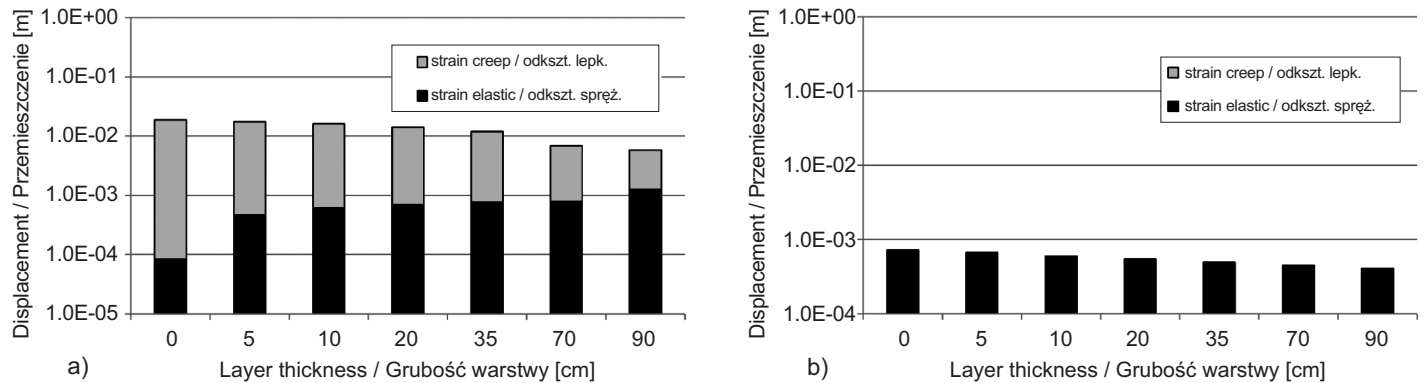 1.0E+00
1.0E-01
1.0E-02
1.0E-03
1.0E-04
1.0E-05
Displacement / Przemieszczenie [m]
strain creep / odkszt. lepk.
strain elastic / odkszt. spręż.
0 5 10 20 35 70 90
a) Layer thickness / Grubość warstwy [cm]
1.0E+00
1.0E-01
1.0E-02
1.0E-03
1.0E-04
Displacement / Przemieszczenie [m]
strain creep / odkszt. lepk.
strain elastic / odkszt. spręż.
0 5 10 20 35 70 90
b) Layer thickness / Grubość warstwy [cm]